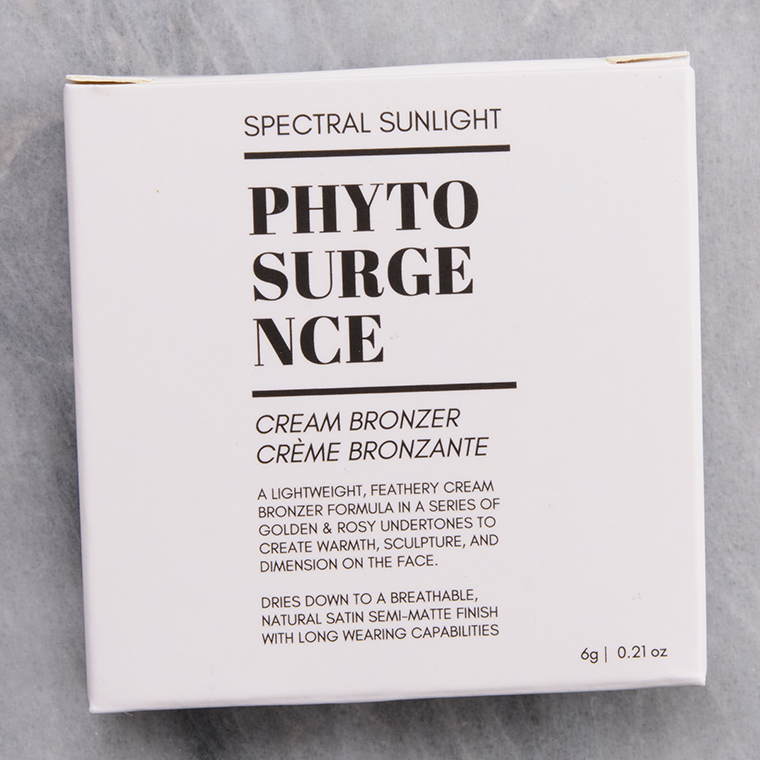 SPECTRAL SUNLIGHT
PHYTO
SURGE
NCE
CREAM BRONZER
CRÈME BRONZANTE
A LIGHTWEIGHT, FEATHERY CREAM
BRONZER FORMULA IN A SERIES OF
GOLDEN & ROSY UNDERTONES TO
CREATE WARMTH, SCULPTURE, AND
DIMENSION ON THE FACE.
DRIES DOWN TO A BREATHABLE,
NATURAL SATIN SEMI-MATTE FINISH
WITH LONG WEARING CAPABILITIES
6g | 0.21 oz